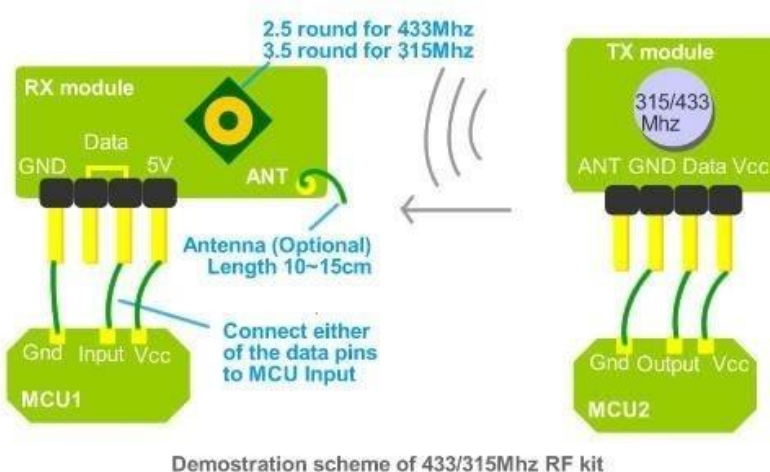 2.5 round for 433Mhz
3.5 round for 315Mhz
RX module
Data
GND
5V
ANT
Antenna (Optional)
Length 10~15cm
Connect either
of the data pins
to MCU Input
Gnd Input Vcc
MCU1
TX module
315/433
Mhz
ANT GND Data Vcc
Gnd Output Vcc
MCU2
Demostration scheme of 433/315Mhz RF kit